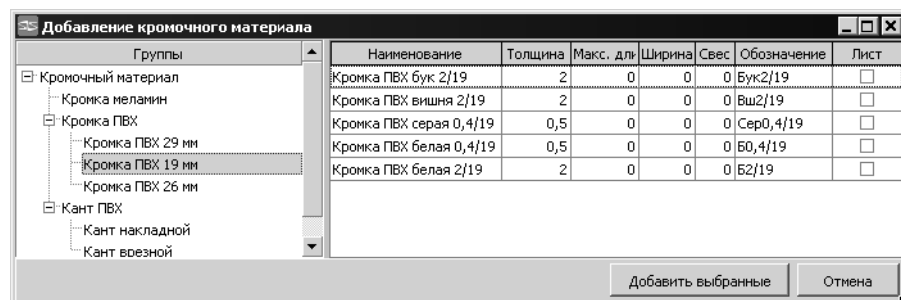 Добавление кромочного материала
Группы
Кромочный материал
Кромка меламин
Кромка ПВХ
Кромка ПВХ 29 мм
Кромка ПВХ 19 мм
Кромка ПВХ 26 мм
Кант ПВХ
Кант накладной
Кант врезной
Наименование Толщина Макс. дли Ширина Свес Обозначение Лист
Кромка ПВХ бук 2/19 2 0 0 0 Бук2/19
Кромка ПВХ вишня 2/19 2 0 0 0 Вш2/19
Кромка ПВХ серая 0,4/19 0,5 0 0 0 Сер0,4/19
Кромка ПВХ белая 0,4/19 0,5 0 0 0 Б0,4/19
Кромка ПВХ белая 2/19 2 0 0 0 Б2/19
Добавить выбранные Отмена